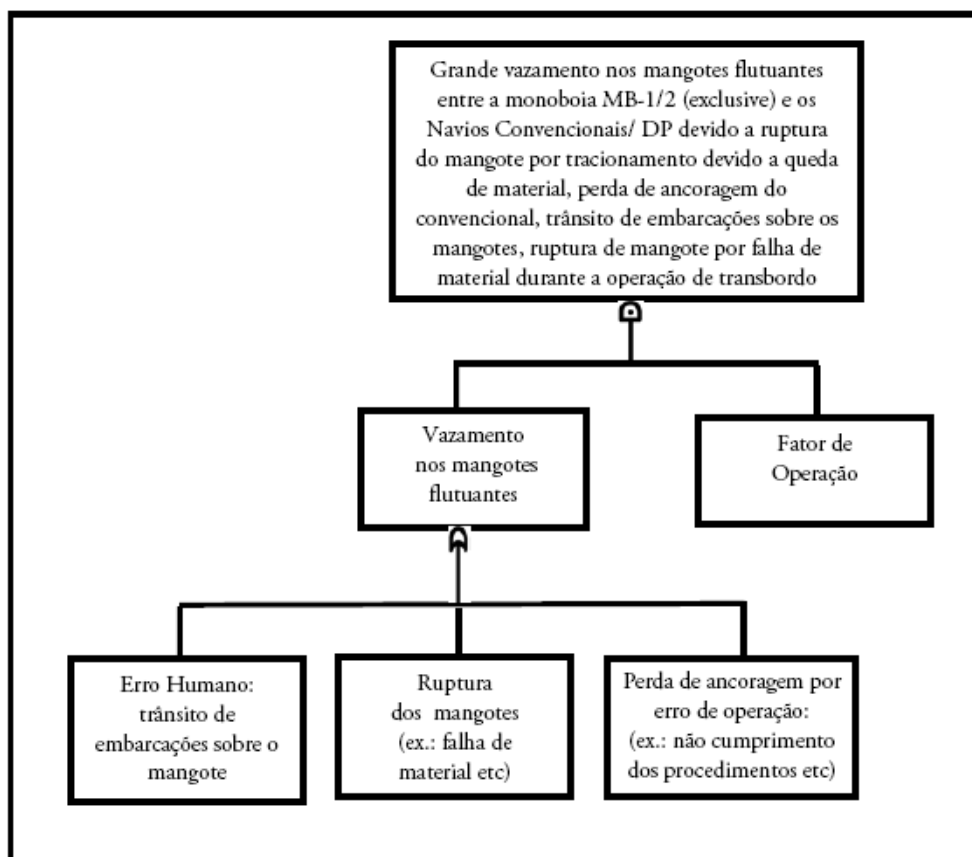 Grande vazamento nos mangotes flutuantes
entre a monoboia MB-1/2 (exclusive) e os
Navios Convencionais/ DP devido a ruptura
do mangote por tracionamento devido a queda
de material, perda de ancoragem do
convencional, trânsito de embarcações sobre os
mangotes, ruptura de mangote por falha de
material durante a operação de transbordo
Vazamento
nos mangotes
flutuantes
Fator de
Operação
Erro Humano:
trânsito de
embarcações sobre o
mangote
Ruptura
dos mangotes
(ex.: falha de
material etc)
Perda de ancoragem por
erro de operação:
(ex.: não cumprimento
dos procedimentos etc)